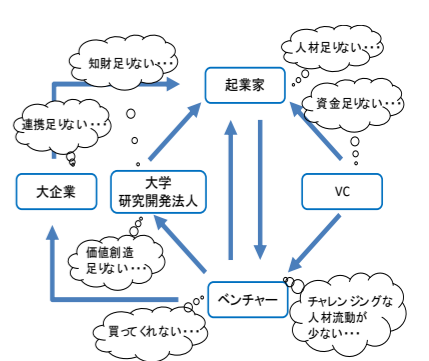 人材足りない・・・
知財足りない・・・
起業家
資金足りない・・・
連携足りない・・・
大企業
大学
研究開発法人
VC
価値創造
足りない・・・
ベンチャー
チャレンジングな
人材流動が
少ない・・・
買ってくれない・・・